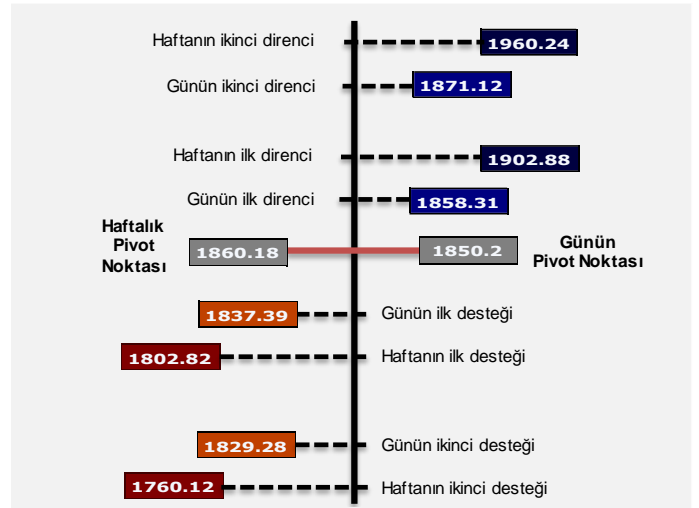 Haftanın ikinci direnci
1960.24
Günün ikinci direnci
1871.12
Haftanın ilk direnci
1902.88
Günün ilk direnci
1858.31
Haftalık
Pivot
Noktası
1860.18
1850.2
Günün
Pivot Noktası
1837.39
Günün ilk desteği
1802.82
Haftanın ilk desteği
1829.28
Günün ikinci desteği
1760.12
Haftanın ikinci desteği